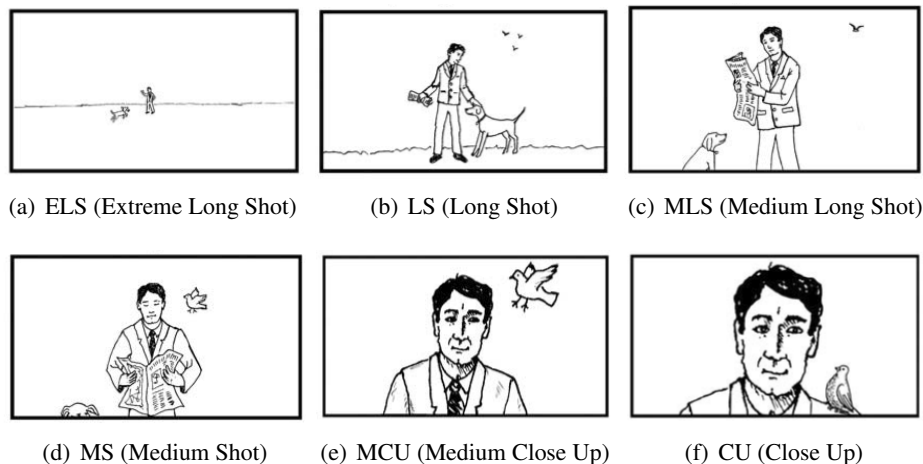 (a) ELS (Extreme Long Shot)
(b) LS (Long Shot)
(c) MLS (Medium Long Shot)
(d) MS (Medium Shot)
(e) MCU (Medium Close Up)
(f) CU (Close Up)